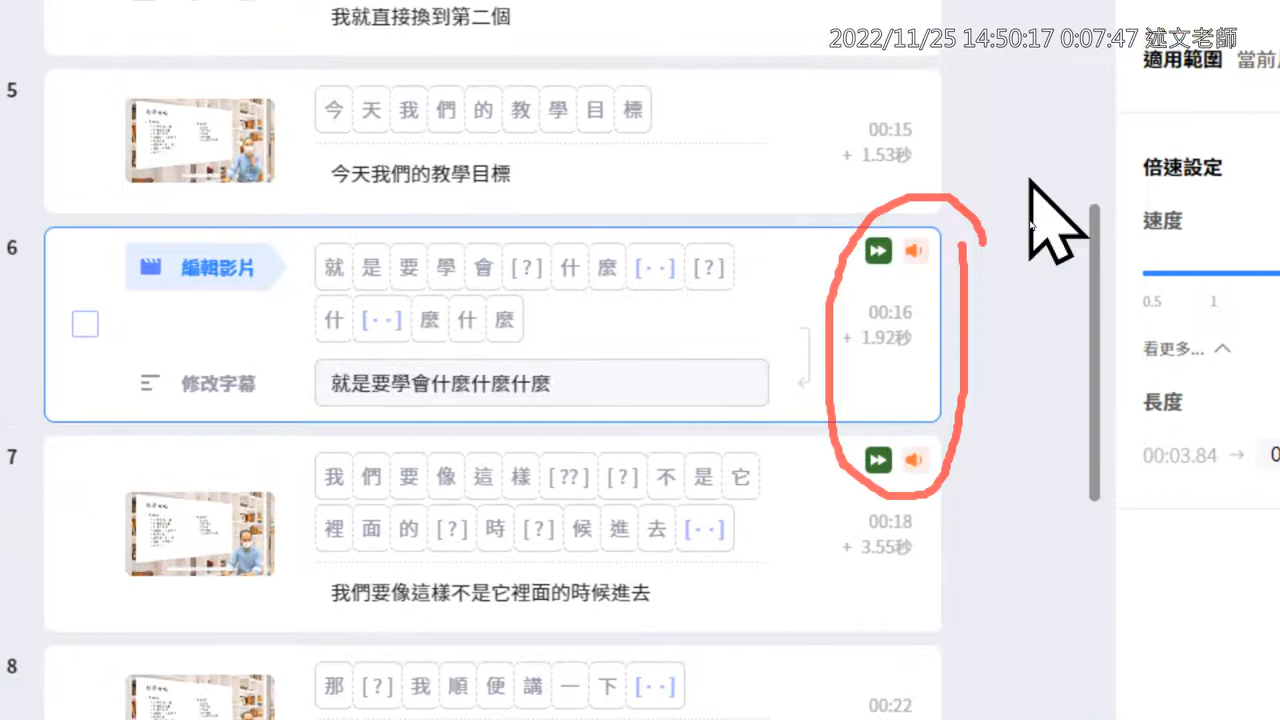 我就直接換到第二個
2022/11/25 14:50:17 0:07:47 述文老師
適用範圍 當前
5
今天我們的教學目標
00:15
+ 1.53秒
今天我們的教學目標
倍速設定
速度
0.5 1
看更多...
長度
00:03.84 → 0
6
編輯影片
就是要學會[?]什麼[··][?]
什[··]麼什麼
00:16
+ 1.92秒
修改字幕
就是要學會什麼什麼什麼
7
我們要像這樣[??][?]不是它
裡面的[?]時[?]候進去[··]
00:18
+ 3.55秒
我們要像這樣不是它裡面的時候進去
8
那[?]我順便講一下[··]
00:22